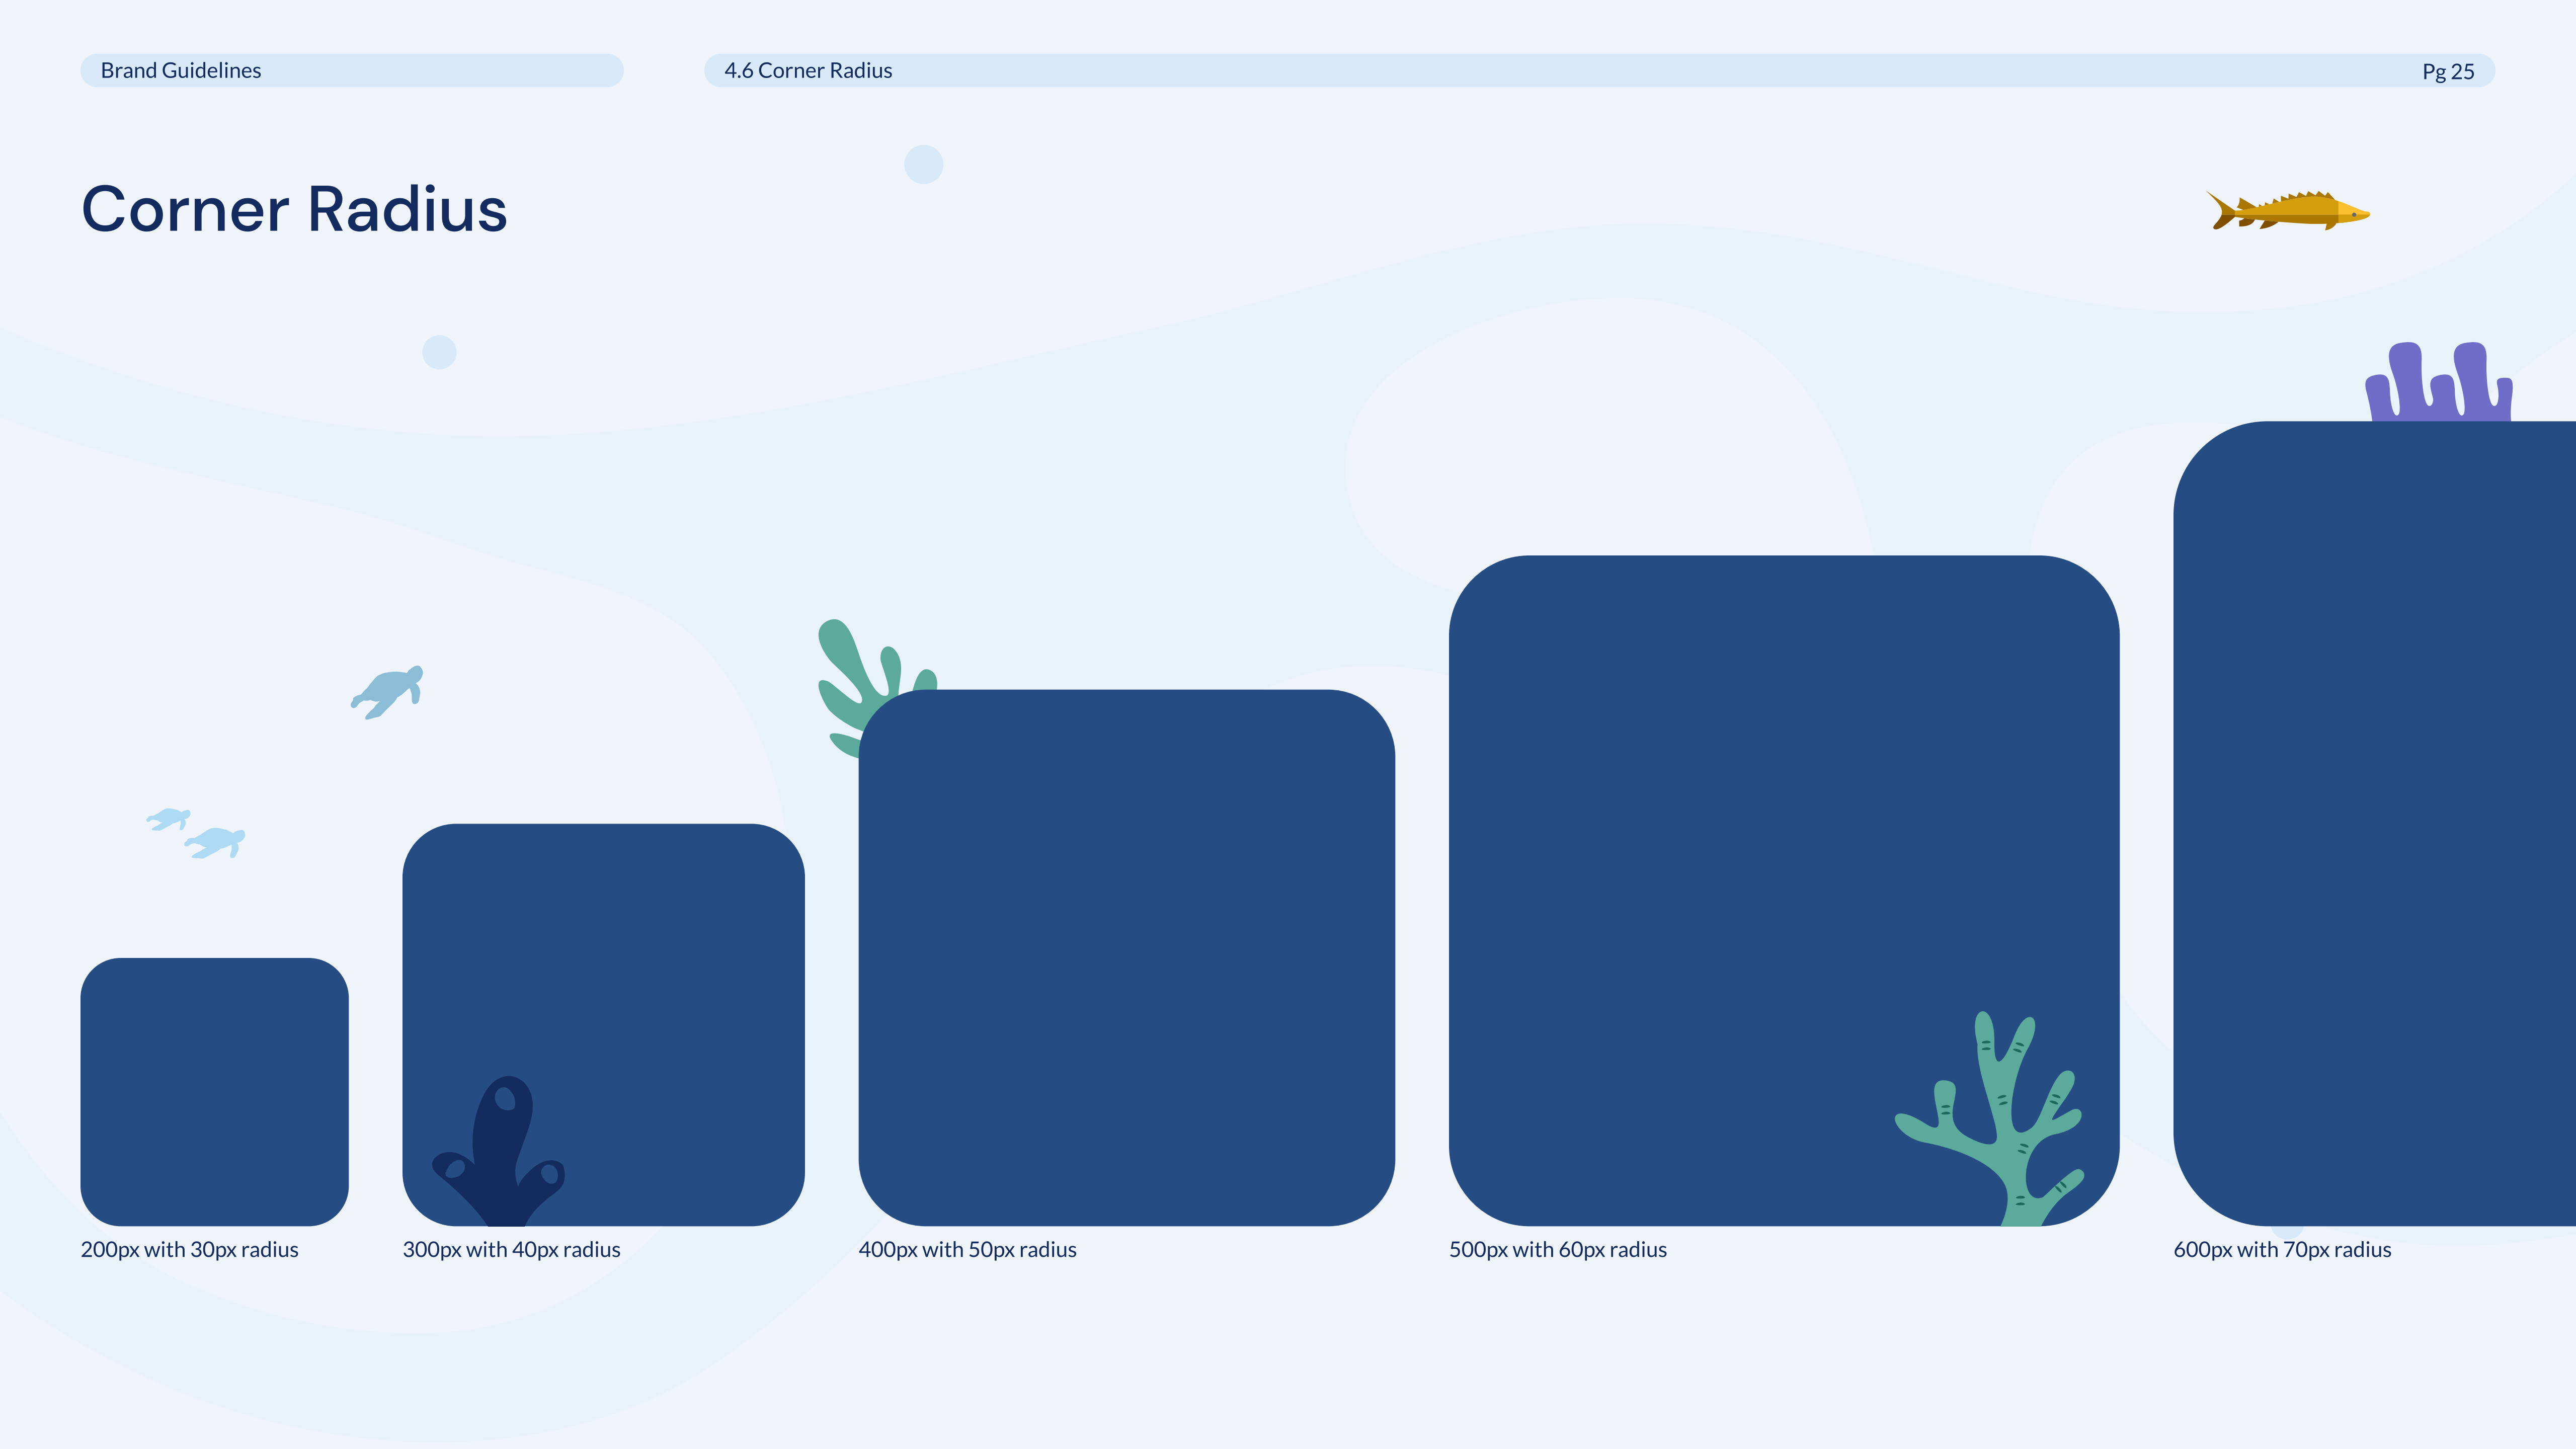 Brand Guidelines
4.6 Corner Radius
Pg 25
Corner Radius
200px with 30px radius
300px with 40px radius
400px with 50px radius
500px with 60px radius
600px with 70px radius